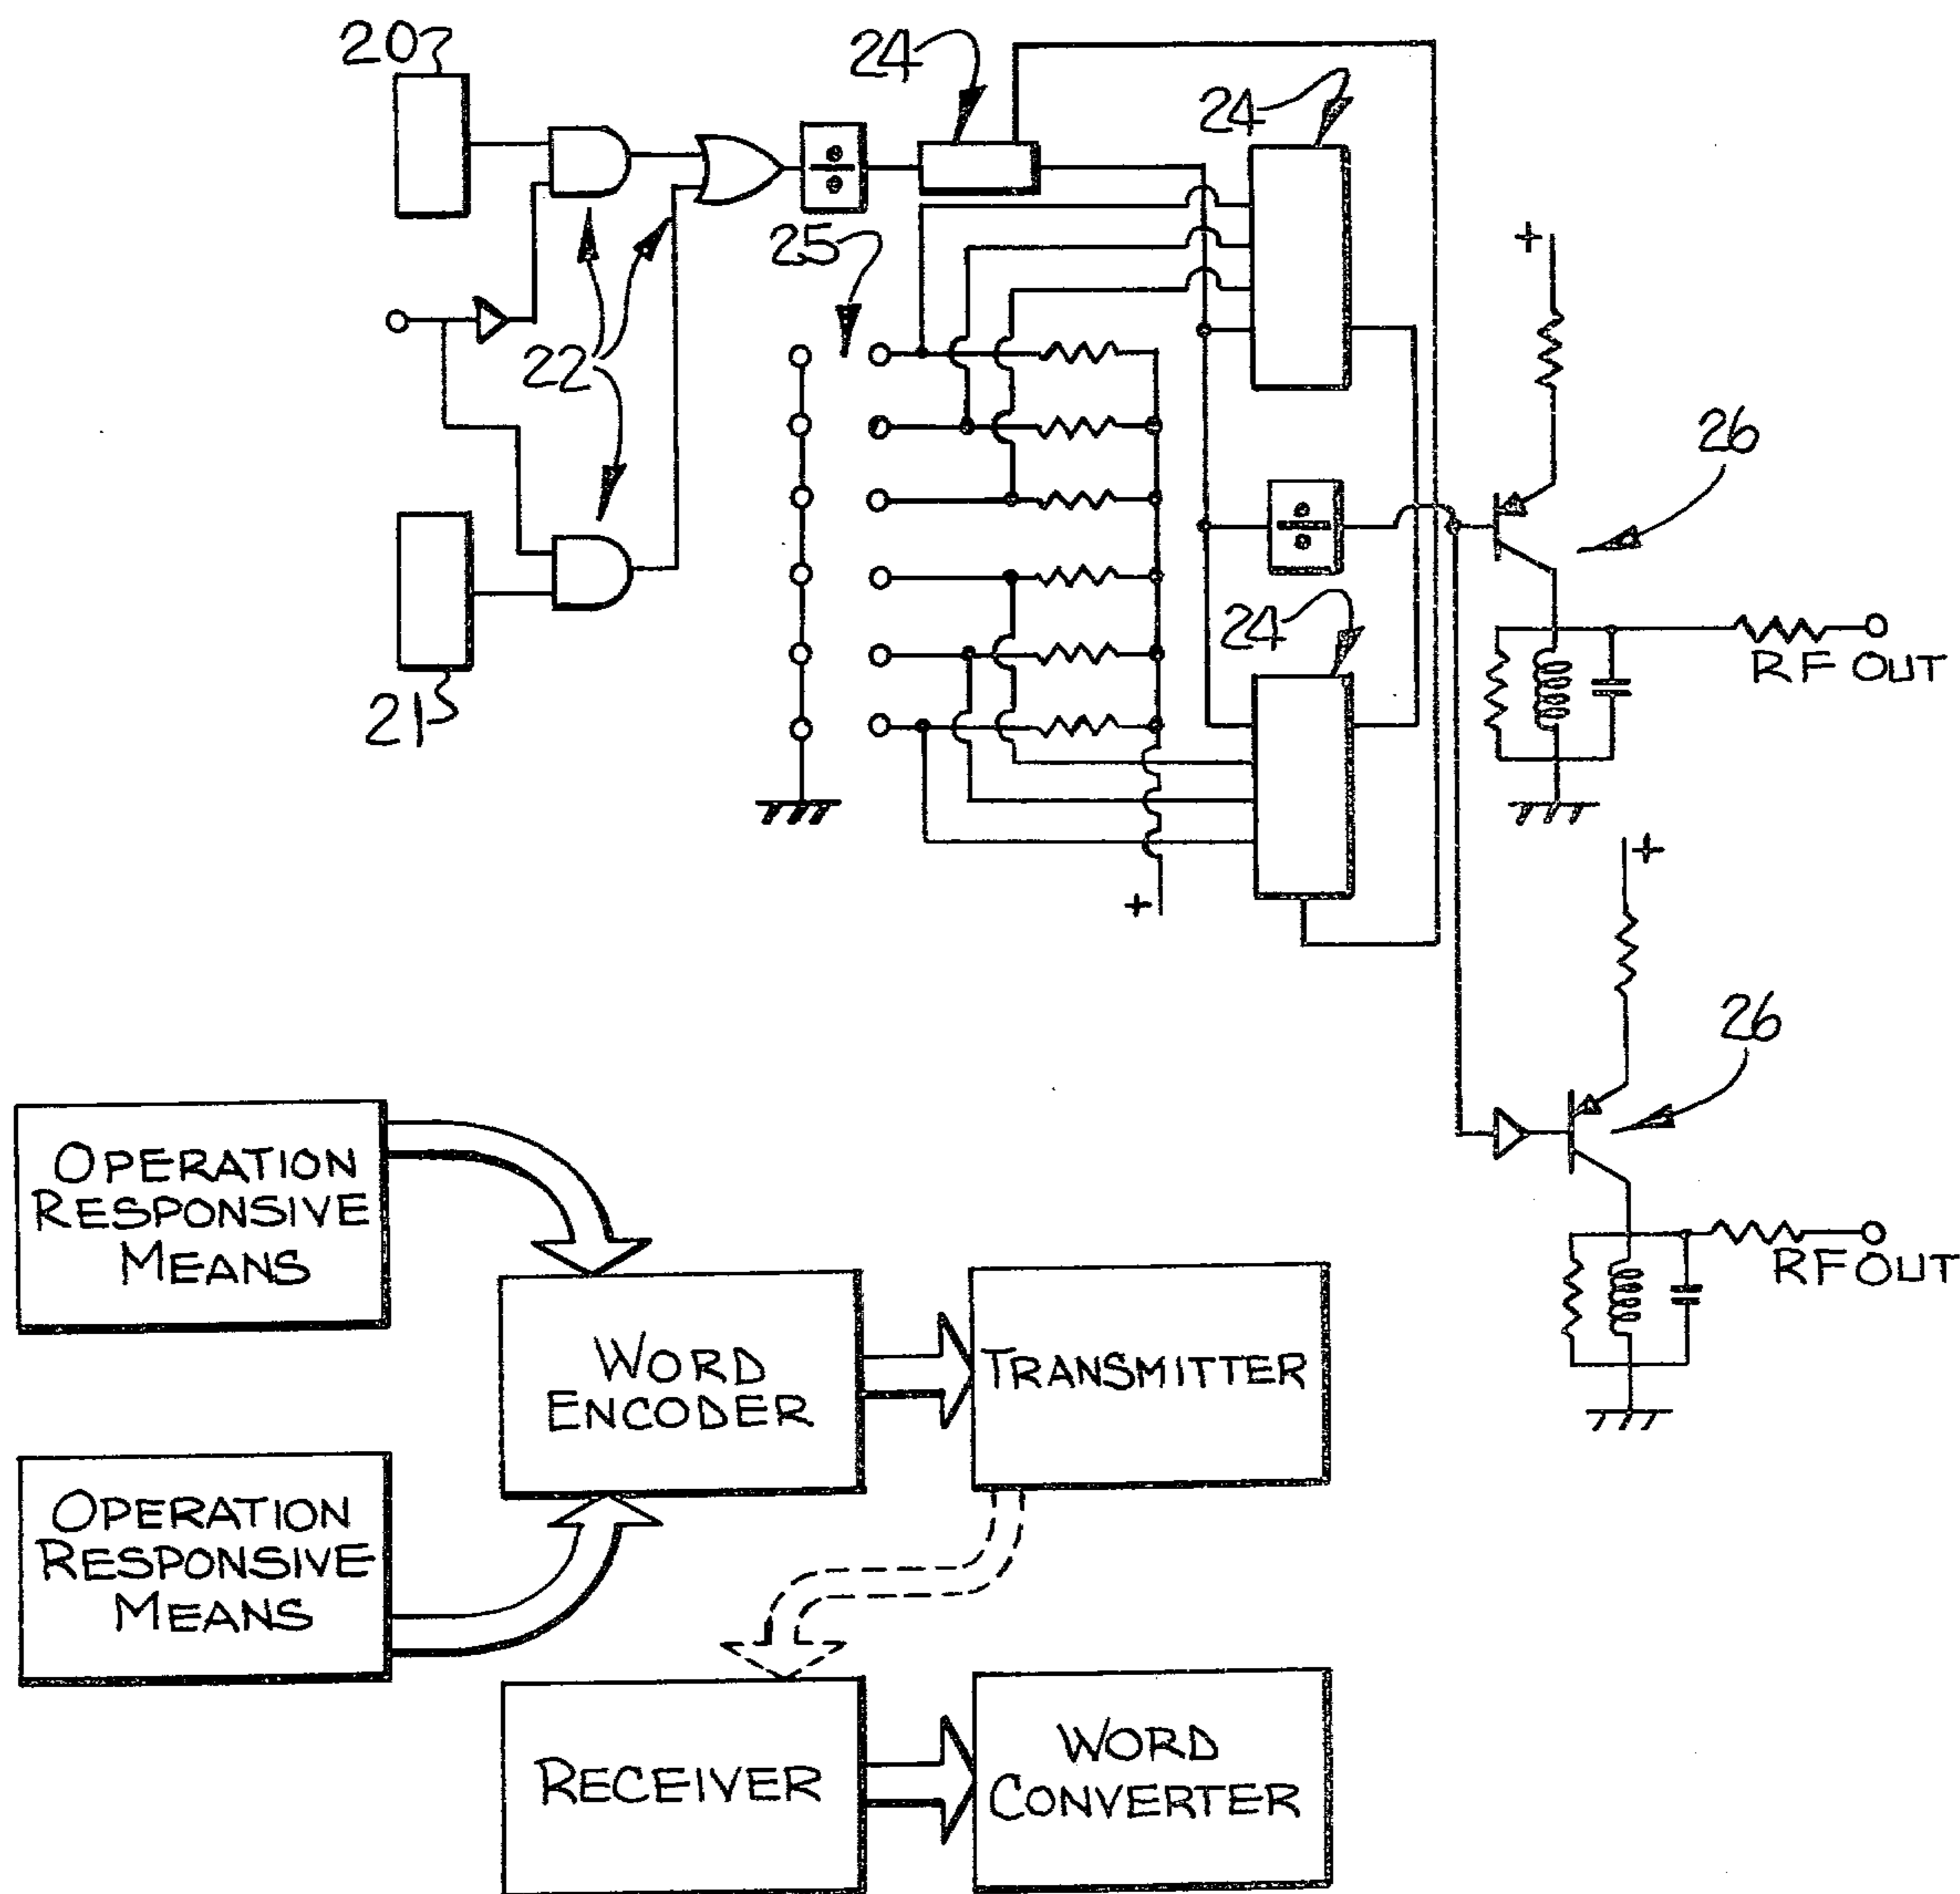 20
24
24
25
+
22
26
24
RF OUT
21
+
+
26
OPERATION
RESPONSIVE
MEANS
RF OUT
WORD
ENCODER
TRANSMITTER
OPERATION
RESPONSIVE
MEANS
RECEIVER
WORD
CONVERTER